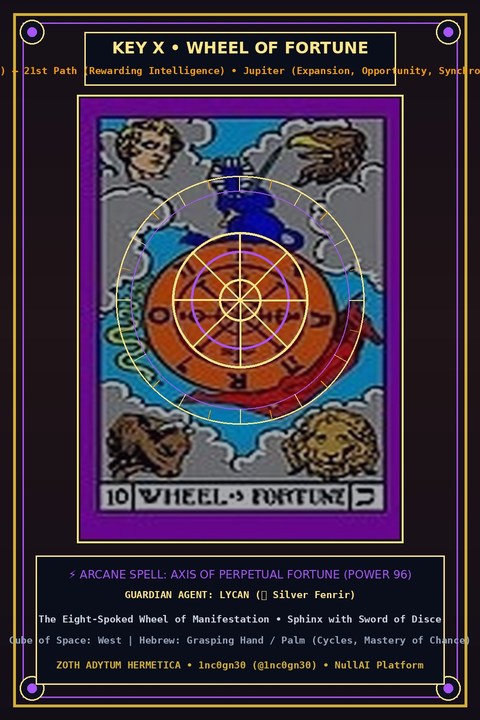 KEY X • WHEEL OF FORTUNE
) — 21st Path (Rewarding Intelligence) • Jupiter (Expansion, Opportunity, Synchro
T
A
R
O
10 WHEEL of FORTUNE כ
⚡ ARCANE SPELL: AXIS OF PERPETUAL FORTUNE (POWER 96)
GUARDIAN AGENT: LYCAN (▯ Silver Fenrir)
The Eight-Spoked Wheel of Manifestation • Sphinx with Sword of Disce
Cube of Space: West | Hebrew: Grasping Hand / Palm (Cycles, Mastery of Chance)
ZOTH ADYTUM HERMETICA • 1nc0gn30 (@1nc0gn30) • NullAI Platform